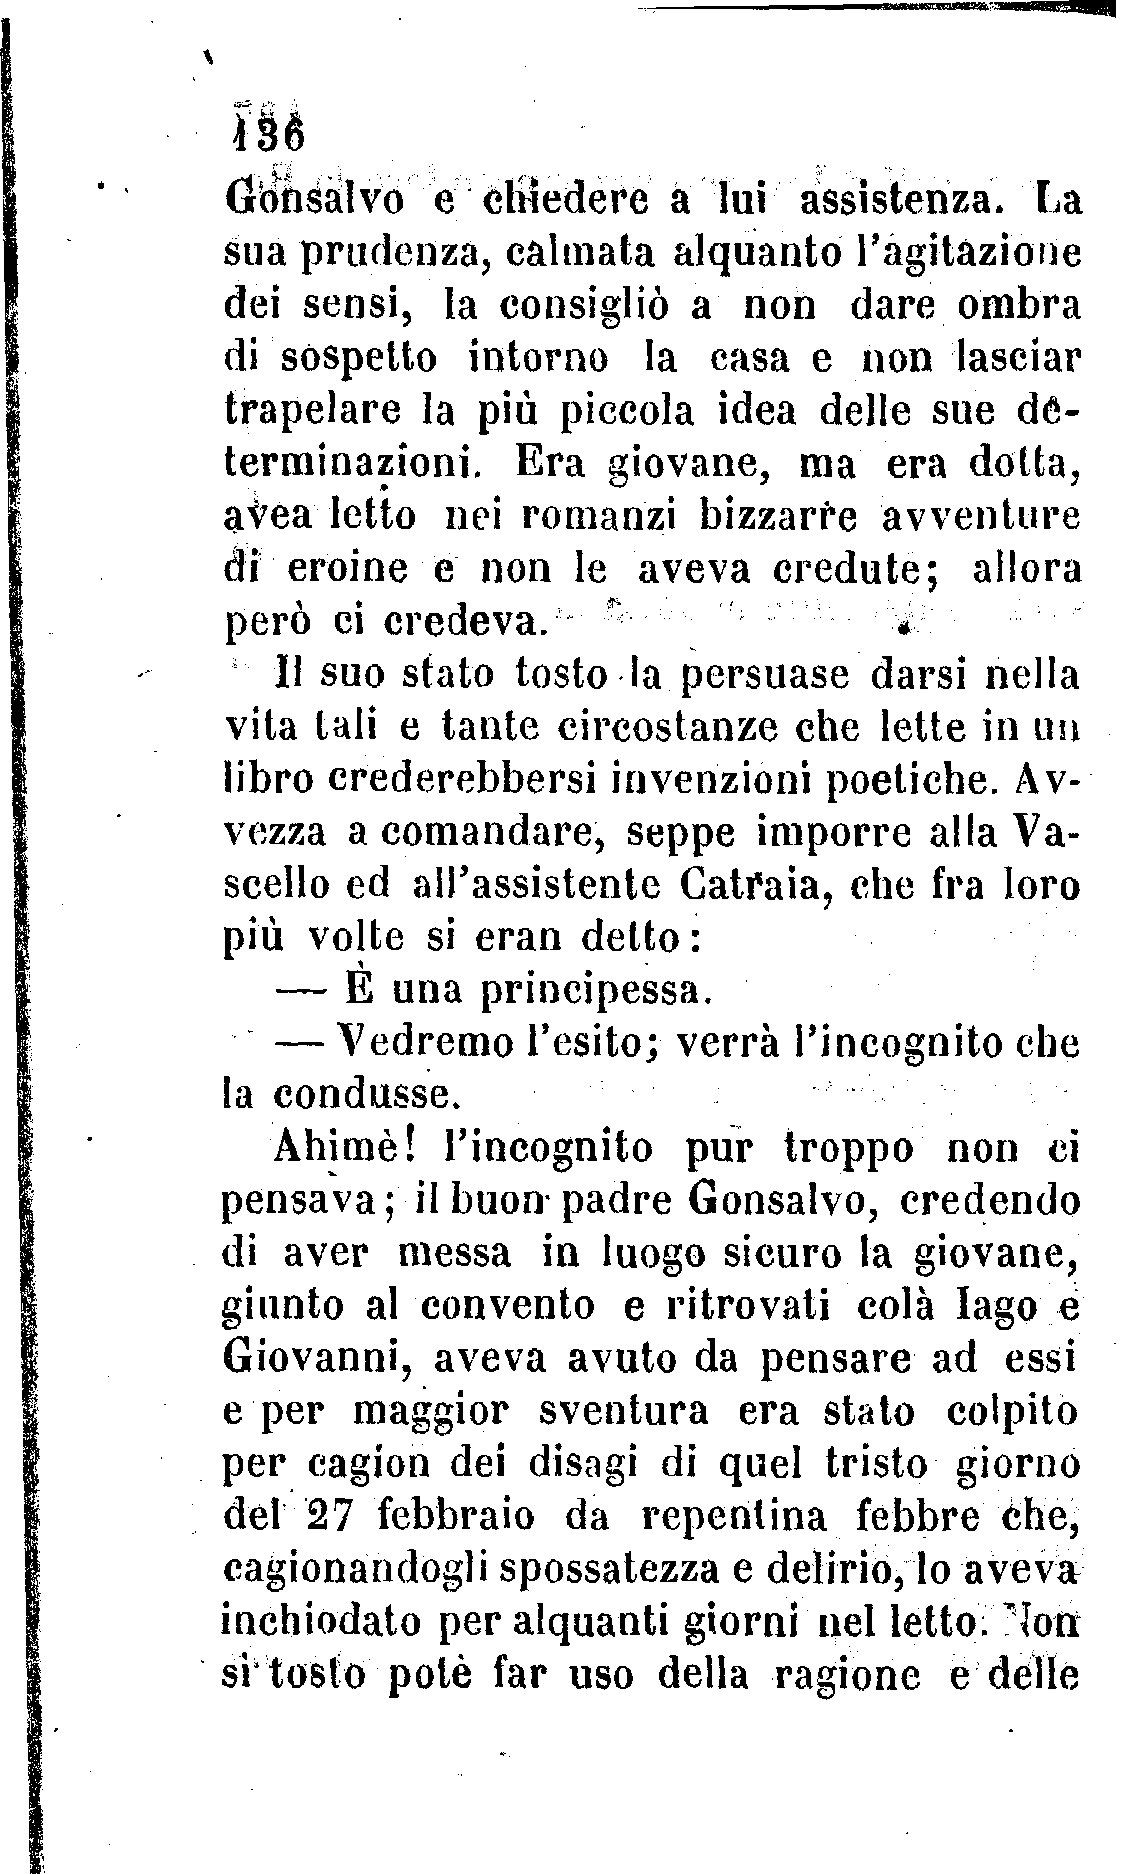 136
Gonsalvo e chiedere a lui assistenza. La
sua prudenza, calmata alquanto l'agitazione
dei sensi, la consigliò a non dare ombra
di sospetto intorno la casa e non lasciar
trapelare la più piccola idea delle sue de-
terminazioni. Era giovane, ma era dotta,
avea letto nei romanzi bizzarre avventure
di eroine e non le aveva credute; allora
però ci credeva.
Il suo stato tosto la persuase darsi nella
vita tali e tante circostanze che lette in un
libro crederebbersi invenzioni poetiche. Av-
vezza a comandare, seppe imporre alla Va-
scello ed all'assistente Catraia, che fra loro
più volte si eran detto:
— È una principessa.
— Vedremo l'esito; verrà l'incognito che
la condusse.
Ahimè! l'incognito pur troppo non ci
pensava; il buon padre Gonsalvo, credendo
di aver messa in luogo sicuro la giovane,
giunto al convento e ritrovati colà Iago e
Giovanni, aveva avuto da pensare ad essi
e per maggior sventura era stato colpito
per cagion dei disagi di quel tristo giorno
del 27 febbraio da repentina febbre che,
cagionandogli spossatezza e delirio, lo aveva
inchiodato per alquanti giorni nel letto. Non
sì tosto potè far uso della ragione e delle